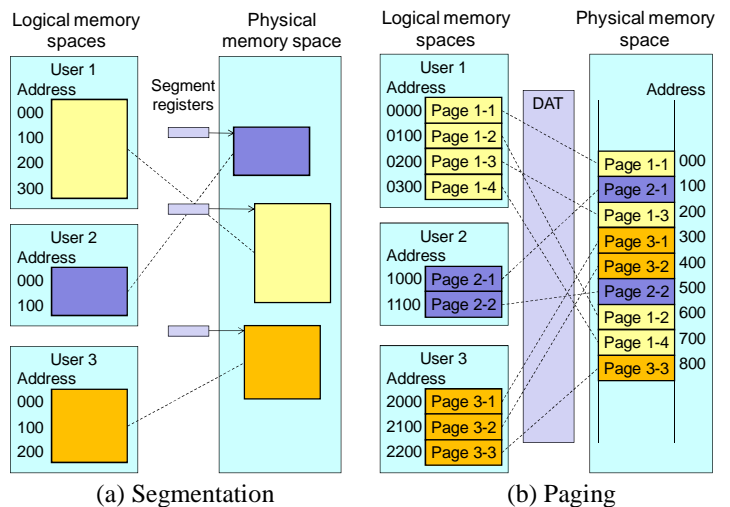 Logical memory
spaces
Physical
memory space
User 1
Address
000
100
200
300
Segment
registers
User 2
Address
000
100
User 3
Address
000
100
200
(a) Segmentation
Logical memory
spaces
Physical memory
space
User 1
Address
0000 Page 1-1
0100 Page 1-2
0200 Page 1-3
0300 Page 1-4
User 2
Address
1000 Page 2-1
1100 Page 2-2
User 3
Address
2000 Page 3-1
2100 Page 3-2
2200 Page 3-3
DAT
Address
Page 1-1 000
Page 2-1 100
Page 1-3 200
Page 3-1 300
Page 3-2 400
Page 2-2 500
Page 1-2 600
Page 1-4 700
Page 3-3 800
(b) Paging